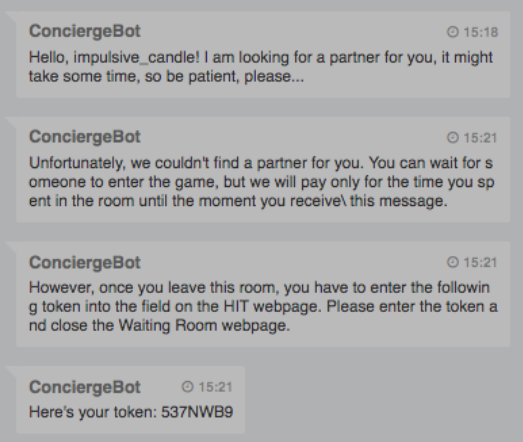 ConciergeBot 15:18
Hello, impulsive_candle! I am looking for a partner for you, it might
take some time, so be patient, please...
ConciergeBot 15:21
Unfortunately, we couldn't find a partner for you. You can wait for s
omeone to enter the game, but we will pay only for the time you sp
ent in the room until the moment you receive\ this message.
ConciergeBot 15:21
However, once you leave this room, you have to enter the followin
g token into the field on the HIT webpage. Please enter the token a
nd close the Waiting Room webpage.
ConciergeBot 15:21
Here's your token: 537NWB9